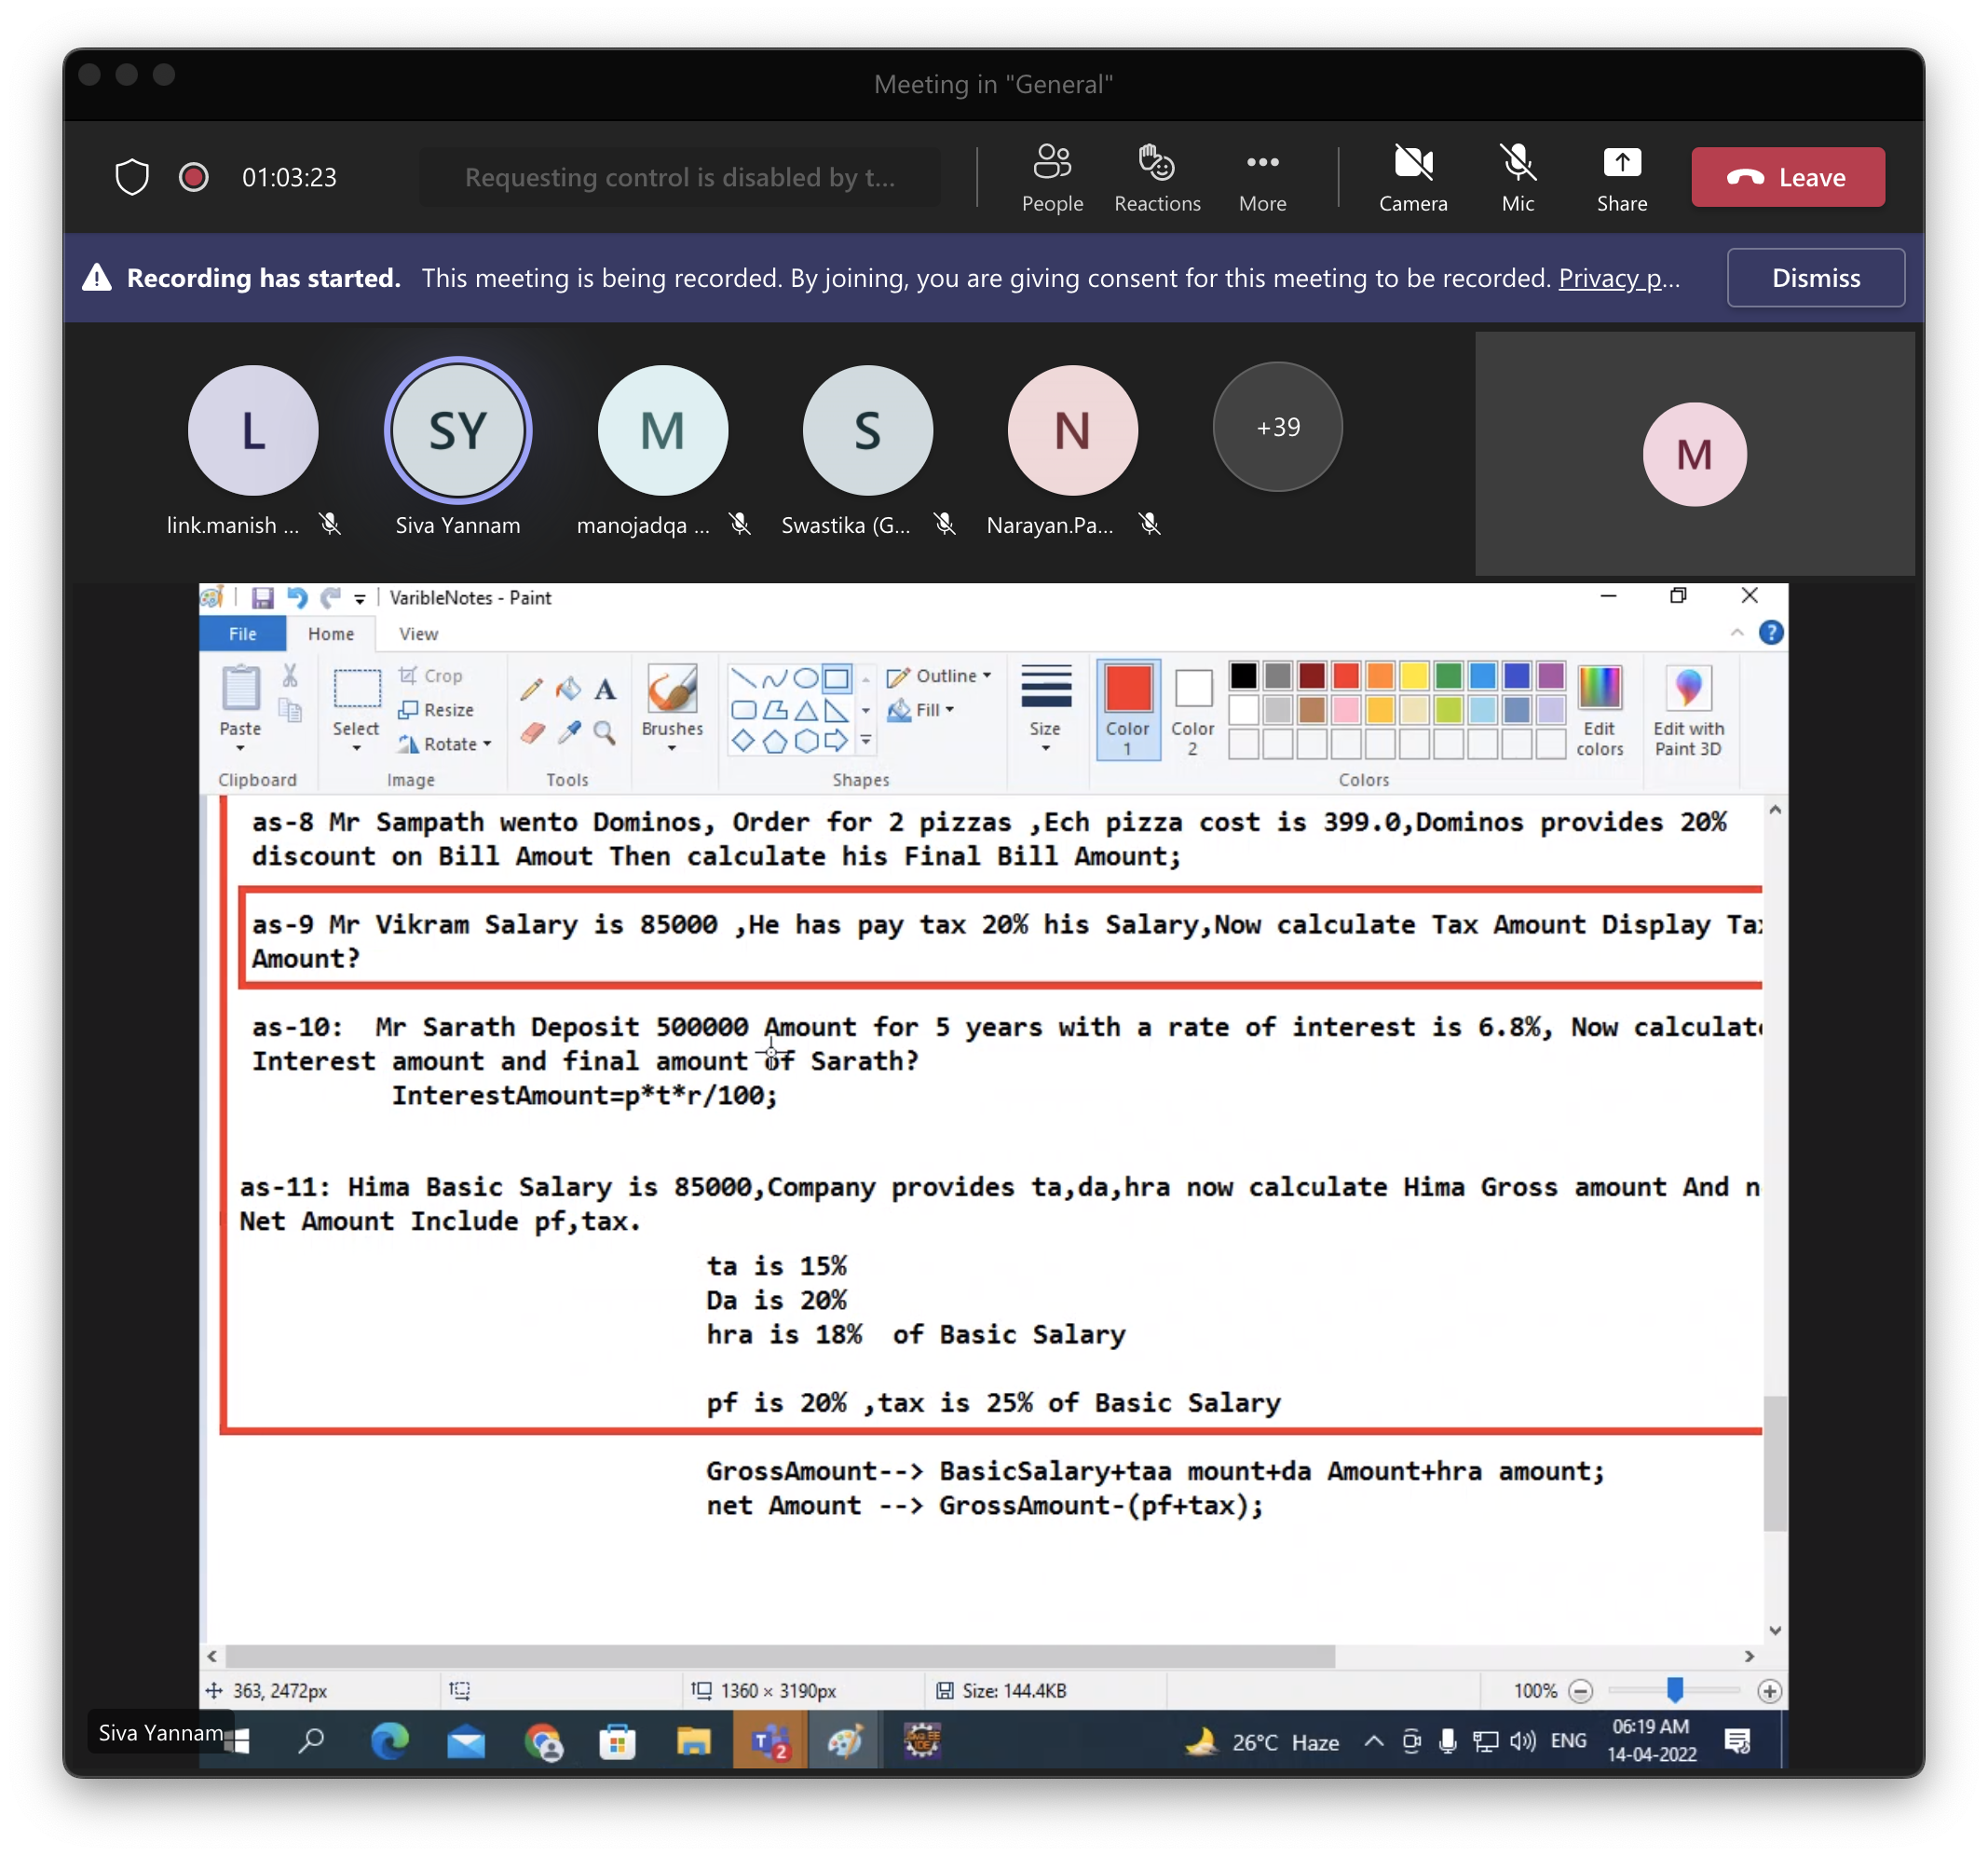 Meeting in "General"
01:03:23
Requesting control is disabled by t...
People
Reactions
More
Camera
Mic
Share
Leave
Recording has started. This meeting is being recorded. By joining, you are giving consent for this meeting to be recorded. Privacy p...
Dismiss
L
SY
M
S
N
+39
M
link.manish ...
Siva Yannam
manojadqa ...
Swastika (G...
Narayan.Pa...
VaribleNotes - Paint
File
Home
View
Paste
Select
Crop
Resize
Rotate
A
Brushes
Outline
Fill
Size
Color 1
Color 2
Edit colors
Edit with Paint 3D
Clipboard
Image
Tools
Shapes
Colors
as-8 Mr Sampath wento Dominos, Order for 2 pizzas ,Ech pizza cost is 399.0,Dominos provides 20%
discount on Bill Amout Then calculate his Final Bill Amount;
as-9 Mr Vikram Salary is 85000 ,He has pay tax 20% his Salary,Now calculate Tax Amount Display Tax
Amount?
as-10: Mr Sarath Deposit 500000 Amount for 5 years with a rate of interest is 6.8%, Now calculate
Interest amount and final amount of Sarath?
InterestAmount=p*t*r/100;
as-11: Hima Basic Salary is 85000,Company provides ta,da,hra now calculate Hima Gross amount And n
Net Amount Include pf,tax.
ta is 15%
Da is 20%
hra is 18% of Basic Salary
pf is 20% ,tax is 25% of Basic Salary
GrossAmount--> BasicSalary+taa mount+da Amount+hra amount;
net Amount --> GrossAmount-(pf+tax);
363, 2472px
1360 × 3190px
Size: 144.4KB
100%
Siva Yannam
T
2
26°C Haze
ENG
06:19 AM
14-04-2022